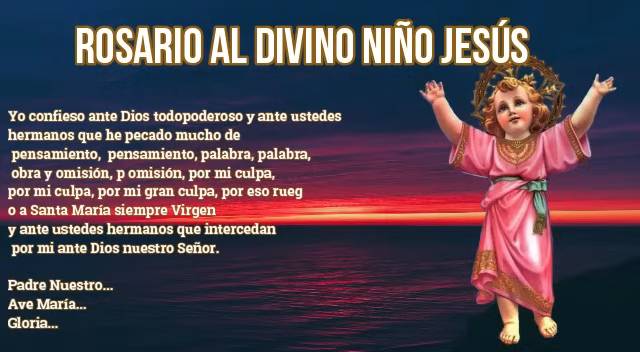 ROSARIO AL DIVINO NIÑO JESÚS
Yo confieso ante Dios todopoderoso y ante ustedes
hermanos que he pecado mucho de
pensamiento, pensamiento, palabra, palabra,
obra y omisión, p omisión, por mi culpa,
por mi culpa, por mi gran culpa, por eso rueg
o a Santa María siempre Virgen
y ante ustedes hermanos que intercedan
por mi ante Dios nuestro Señor.
Padre Nuestro...
Ave María...
Gloria...